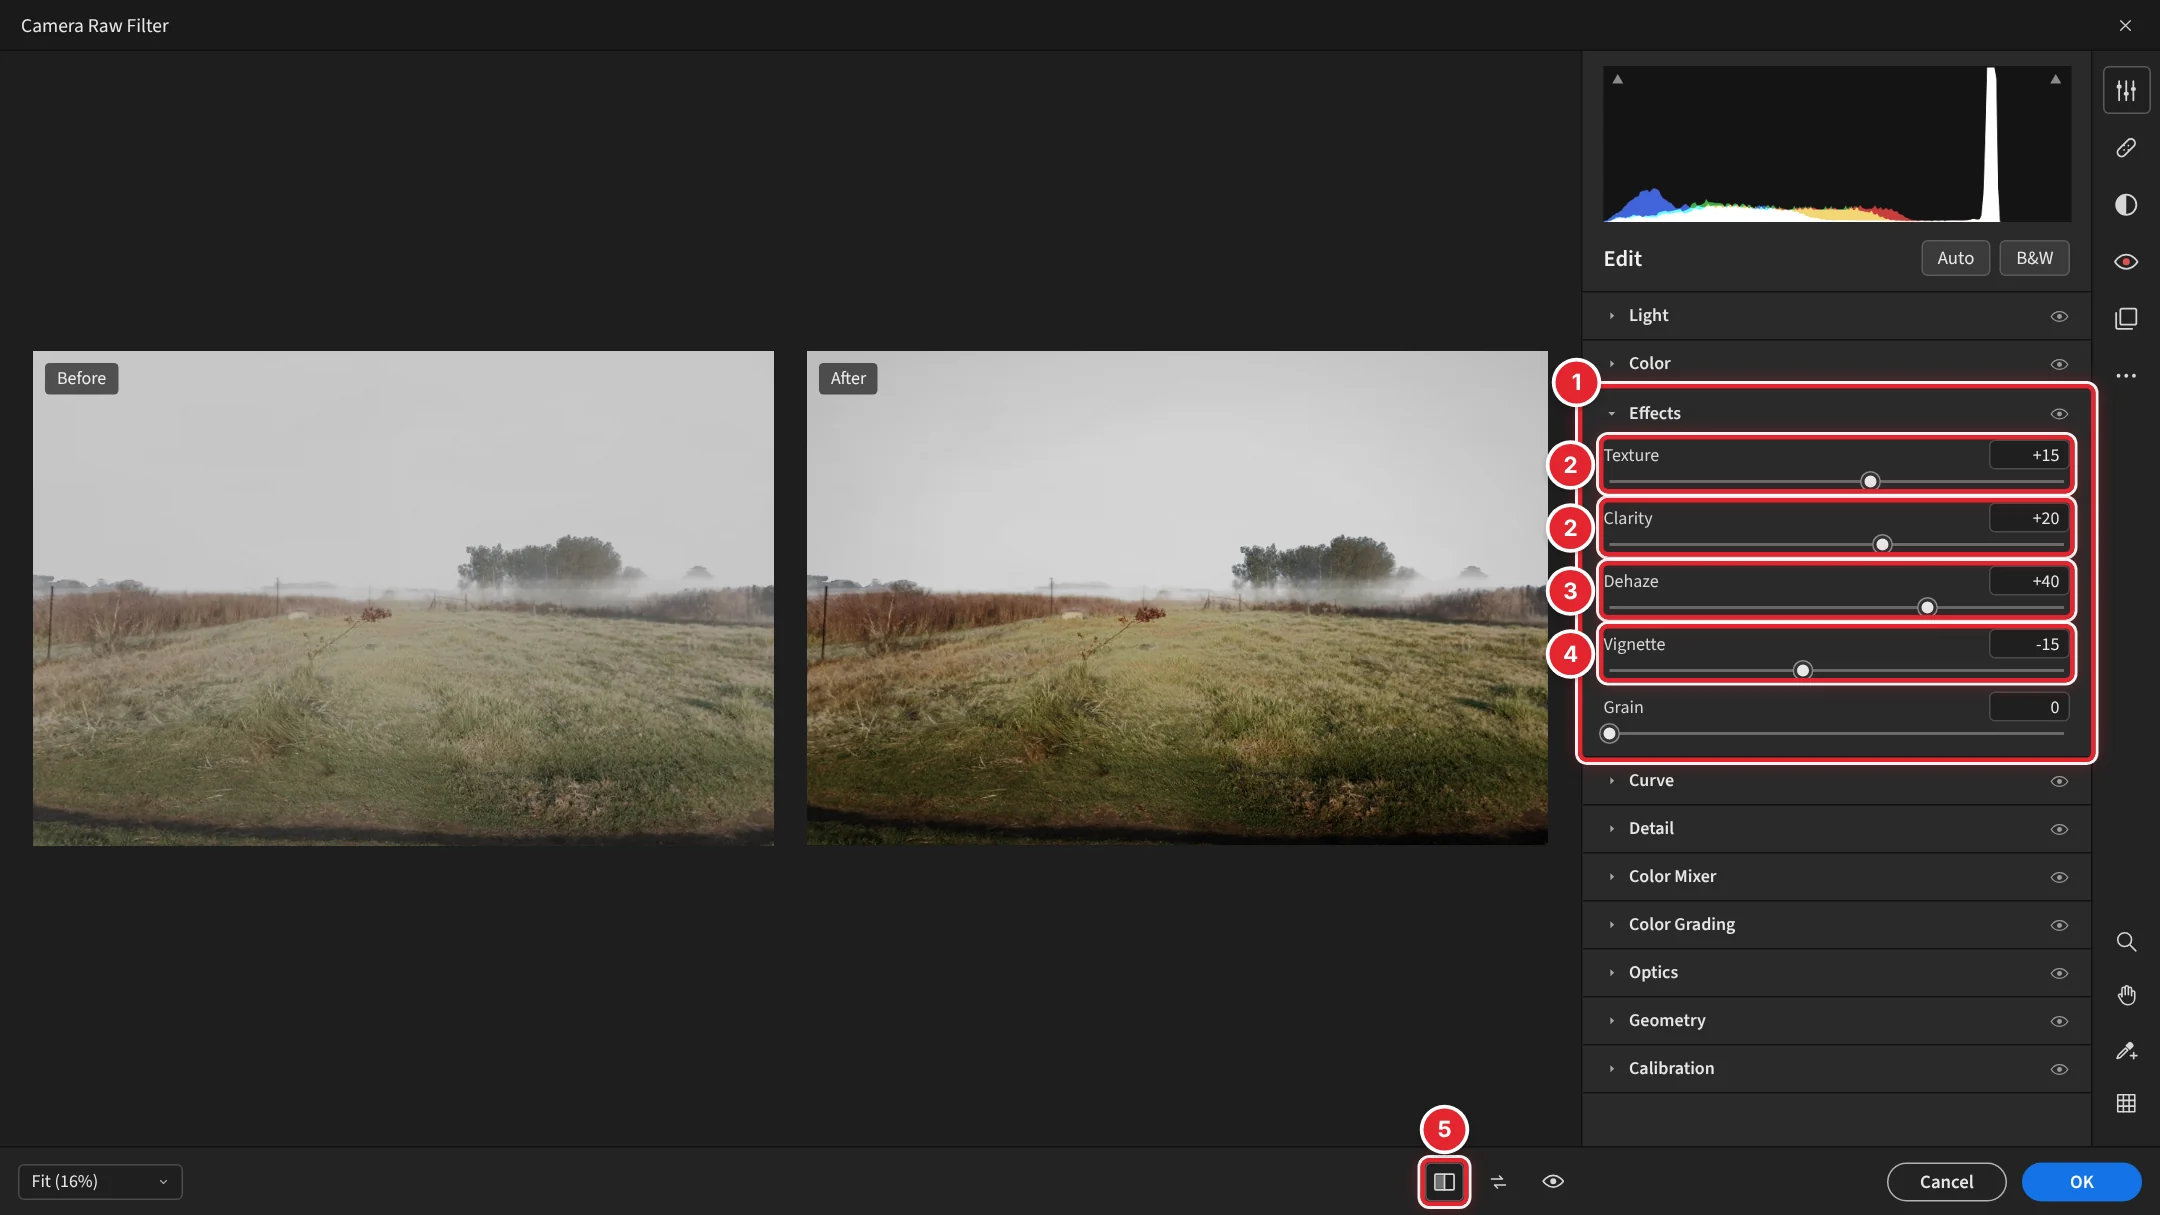 Camera Raw Filter
Edit
Auto
B&W
Light
Color
1
Effects
2
Texture
+15
2
Clarity
+20
3
Dehaze
+40
4
Vignette
-15
Grain
0
Curve
Detail
Color Mixer
Color Grading
Optics
Geometry
Calibration
Before
After
5
Fit (16%)
Cancel
OK